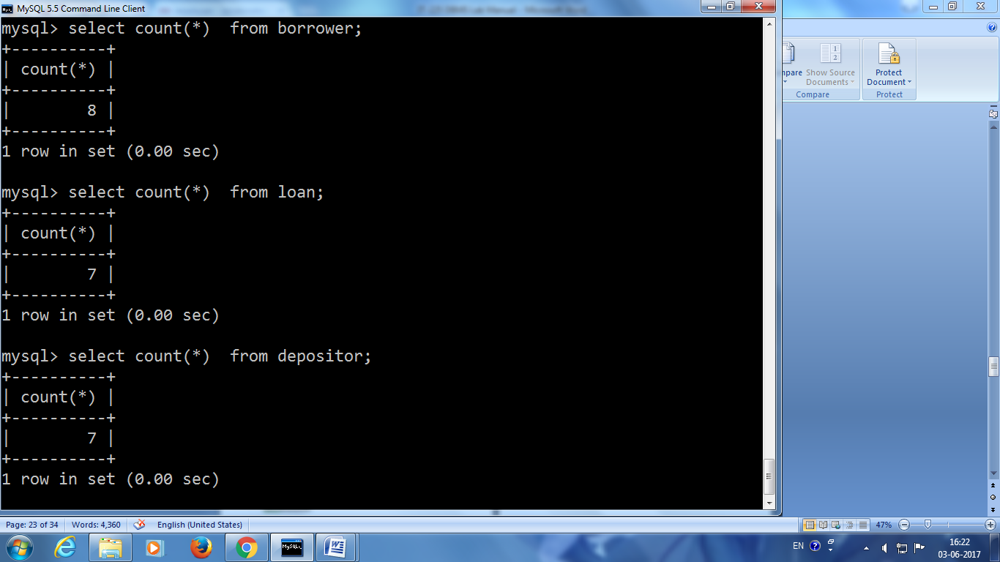 MySQL 5.5 Command Line Client
mysql> select count(*)  from borrower;
+----------+
| count(*) |
+----------+
|        8 |
+----------+
1 row in set (0.00 sec)
mysql> select count(*)  from loan;
+----------+
| count(*) |
+----------+
|        7 |
+----------+
1 row in set (0.00 sec)
mysql> select count(*)  from depositor;
+----------+
| count(*) |
+----------+
|        7 |
+----------+
1 row in set (0.00 sec)
mpare Show Source Documents
Protect Document
Compare
Protect
Page: 23 of 34 Words: 4,360 English (United States) 47%
EN
16:22
03-06-2017